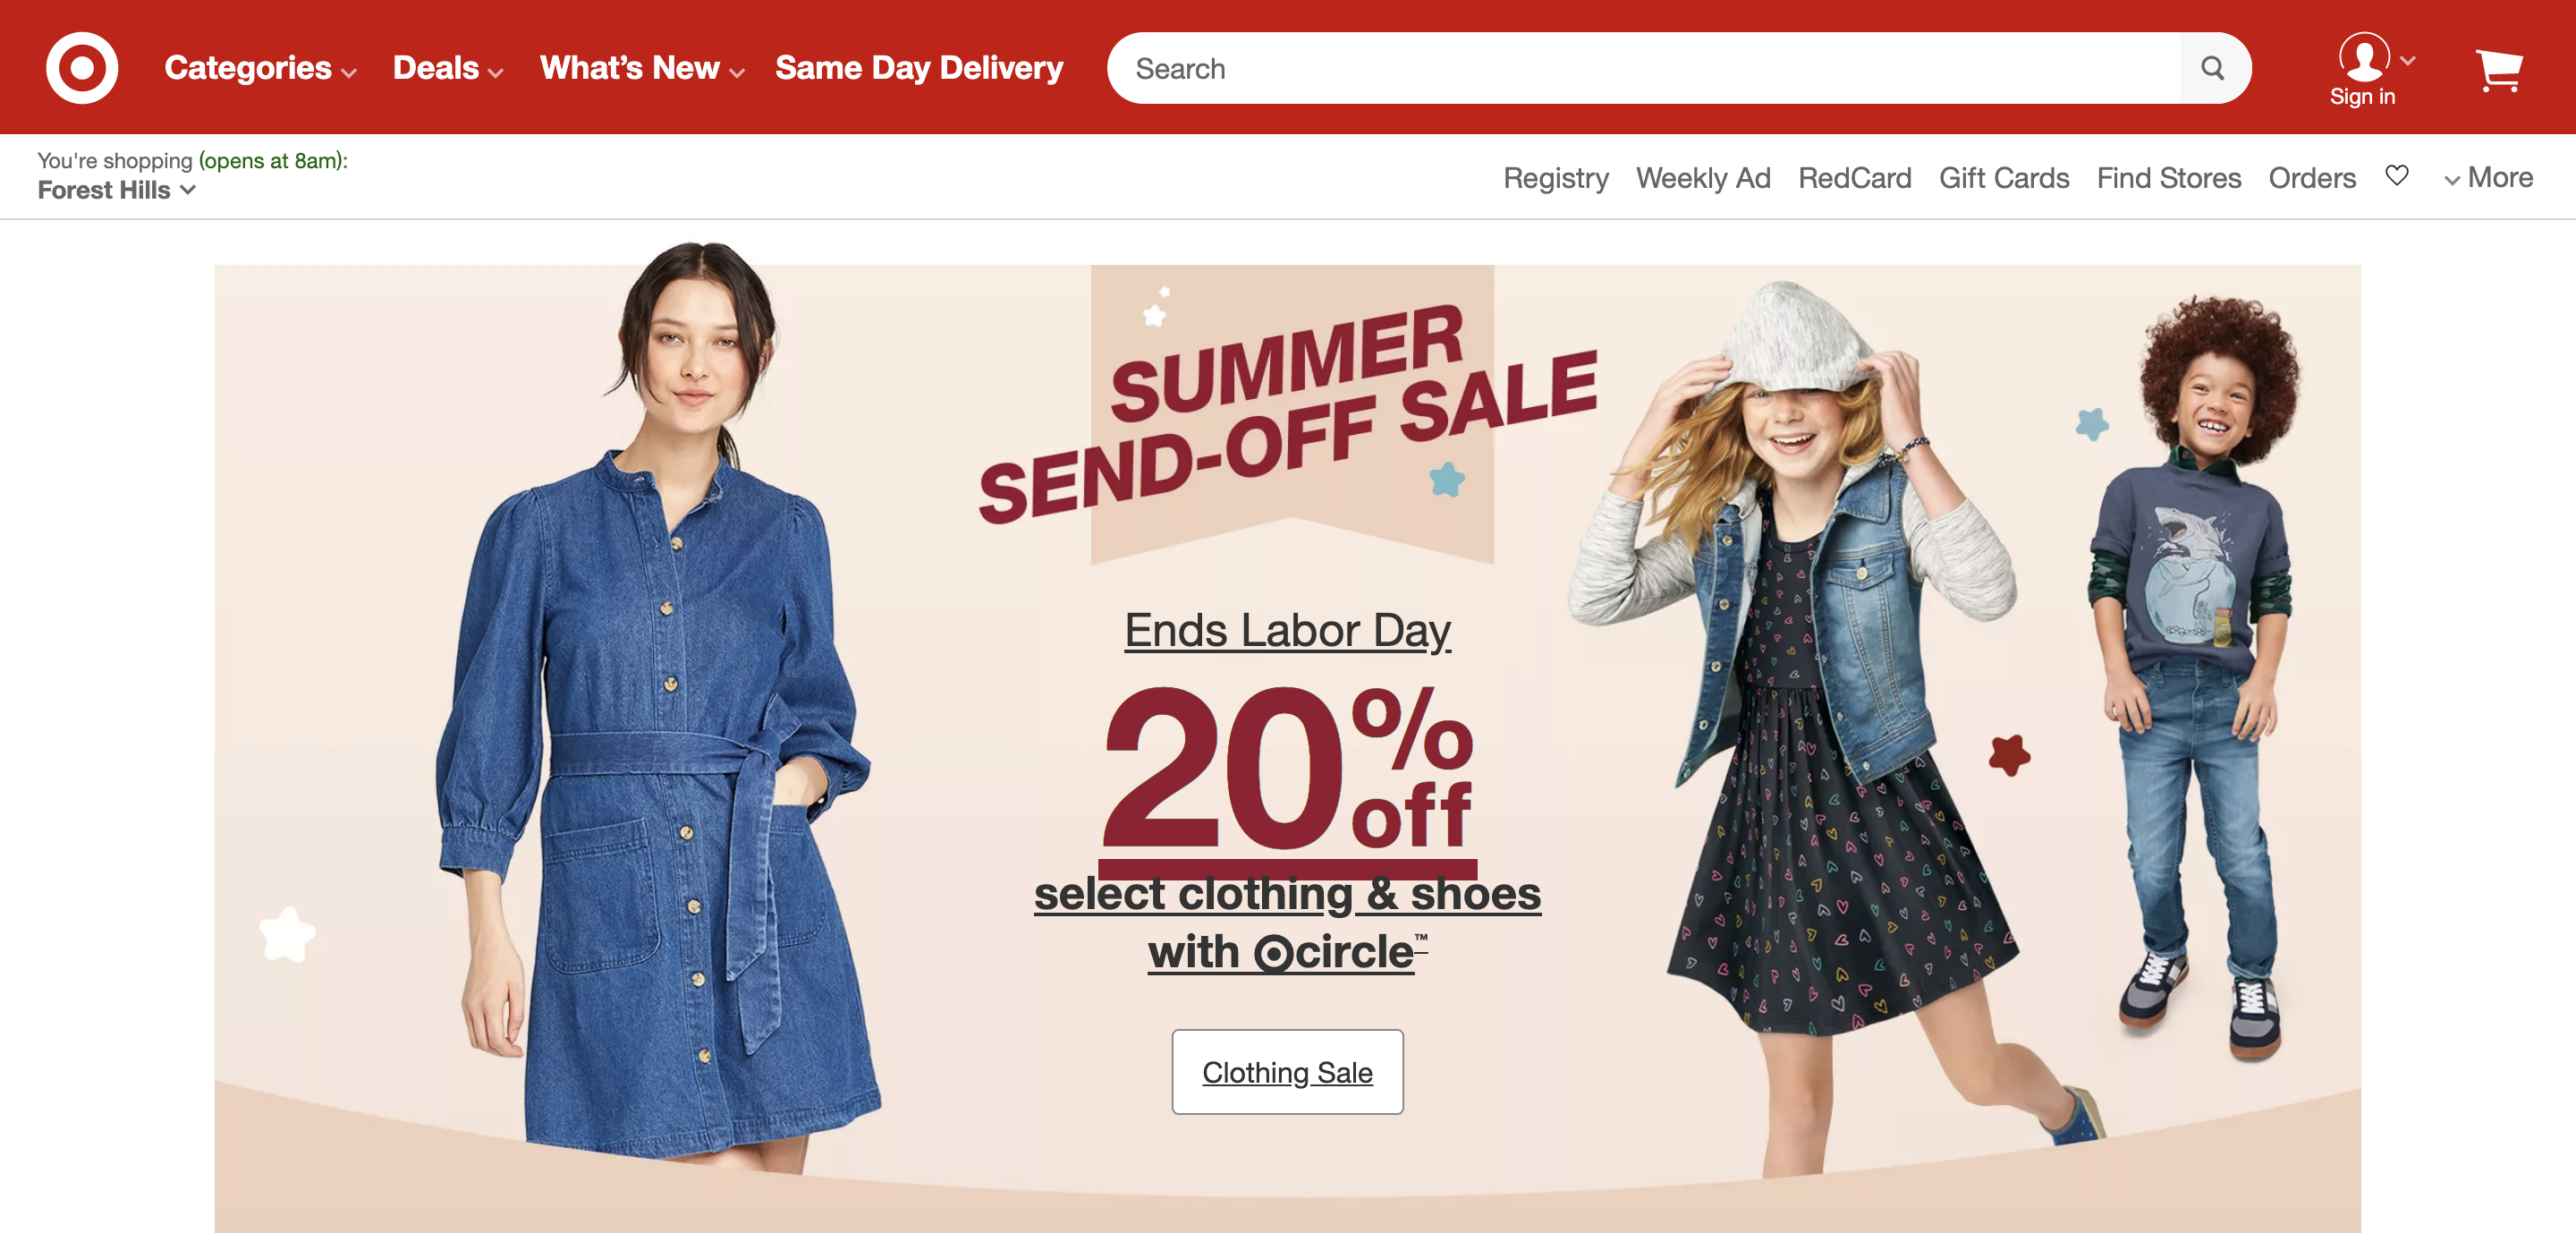 Categories
Deals
What's New
Same Day Delivery
Search
Sign in
You're shopping (opens at 8am):
Forest Hills
Registry
Weekly Ad
RedCard
Gift Cards
Find Stores
Orders
More
SUMMER
SEND-OFF SALE
Ends Labor Day
20% off
select clothing & shoes
with circle™
Clothing Sale